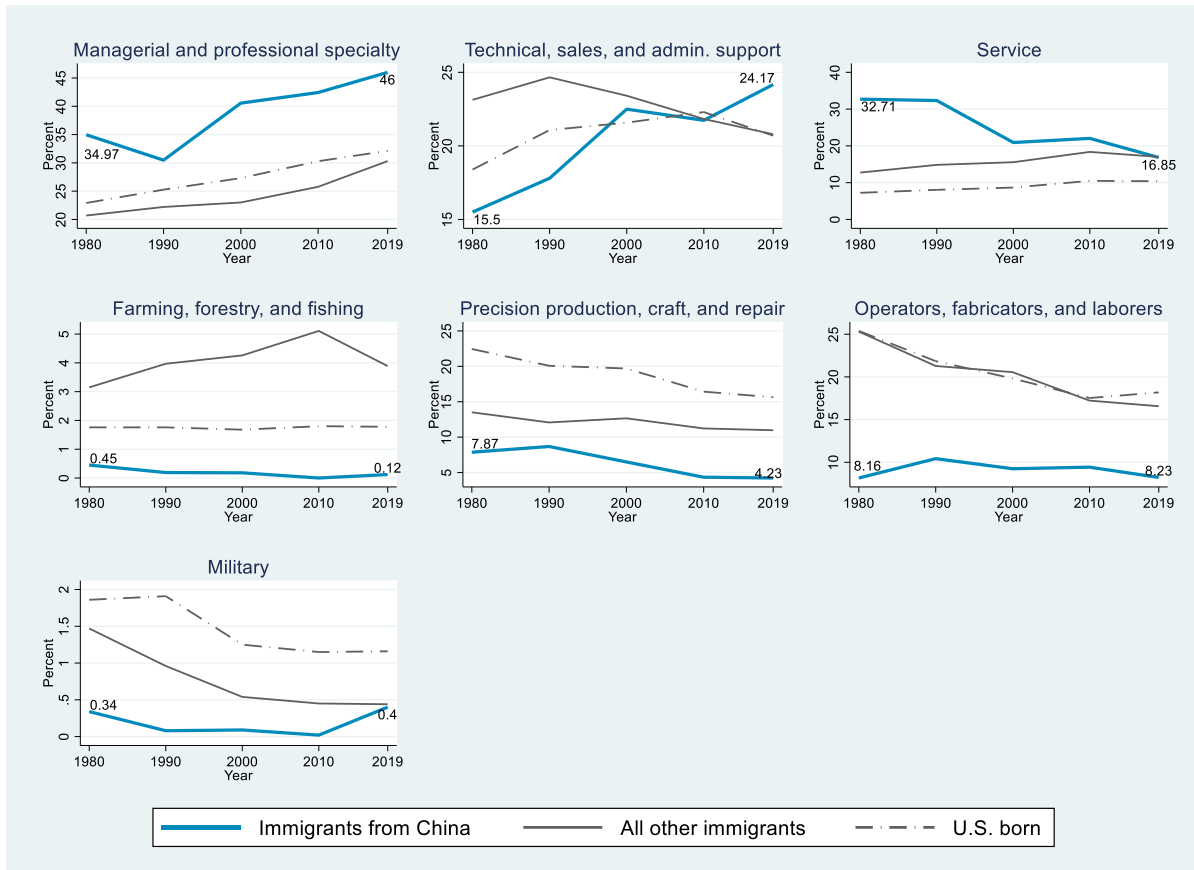 Managerial and professional specialty
Percent
45
40
35
30
25
20
34.97
46
1980 1990 2000 2010 2019
Year
Technical, sales, and admin. support
Percent
25
20
15
15.5
24.17
1980 1990 2000 2010 2019
Year
Service
Percent
40
30
20
10
0
32.71
16.85
1980 1990 2000 2010 2019
Year
Farming, forestry, and fishing
Percent
5
4
3
2
1
0
0.45
0.12
1980 1990 2000 2010 2019
Year
Precision production, craft, and repair
Percent
25
20
15
10
5
7.87
4.23
1980 1990 2000 2010 2019
Year
Operators, fabricators, and laborers
Percent
25
20
15
10
8.16
8.23
1980 1990 2000 2010 2019
Year
Military
Percent
2
1.5
1
.5
0
0.34
0.4
1980 1990 2000 2010 2019
Year
Immigrants from China All other immigrants U.S. born